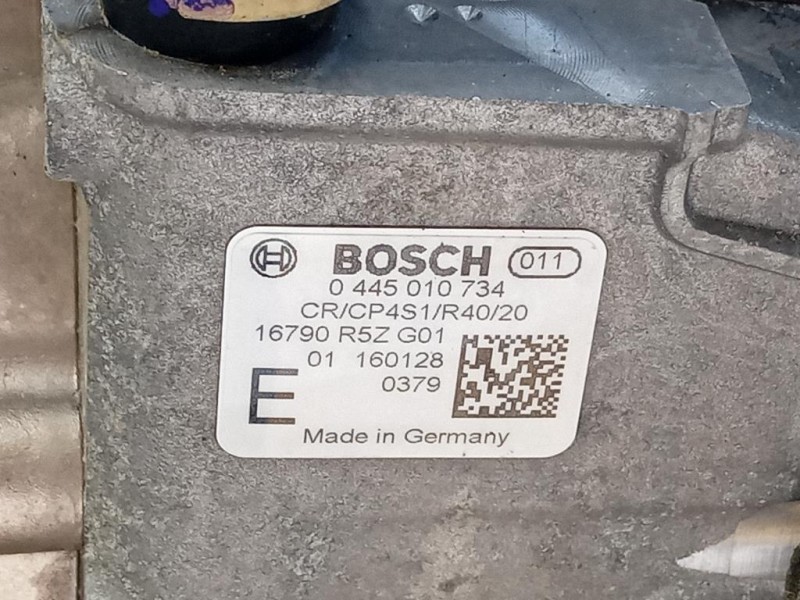 BOSCH 011
0 445 010 734
CR/CP4S1/R40/20
16790 R5Z G01
01 160128
E 0379
Made in Germany